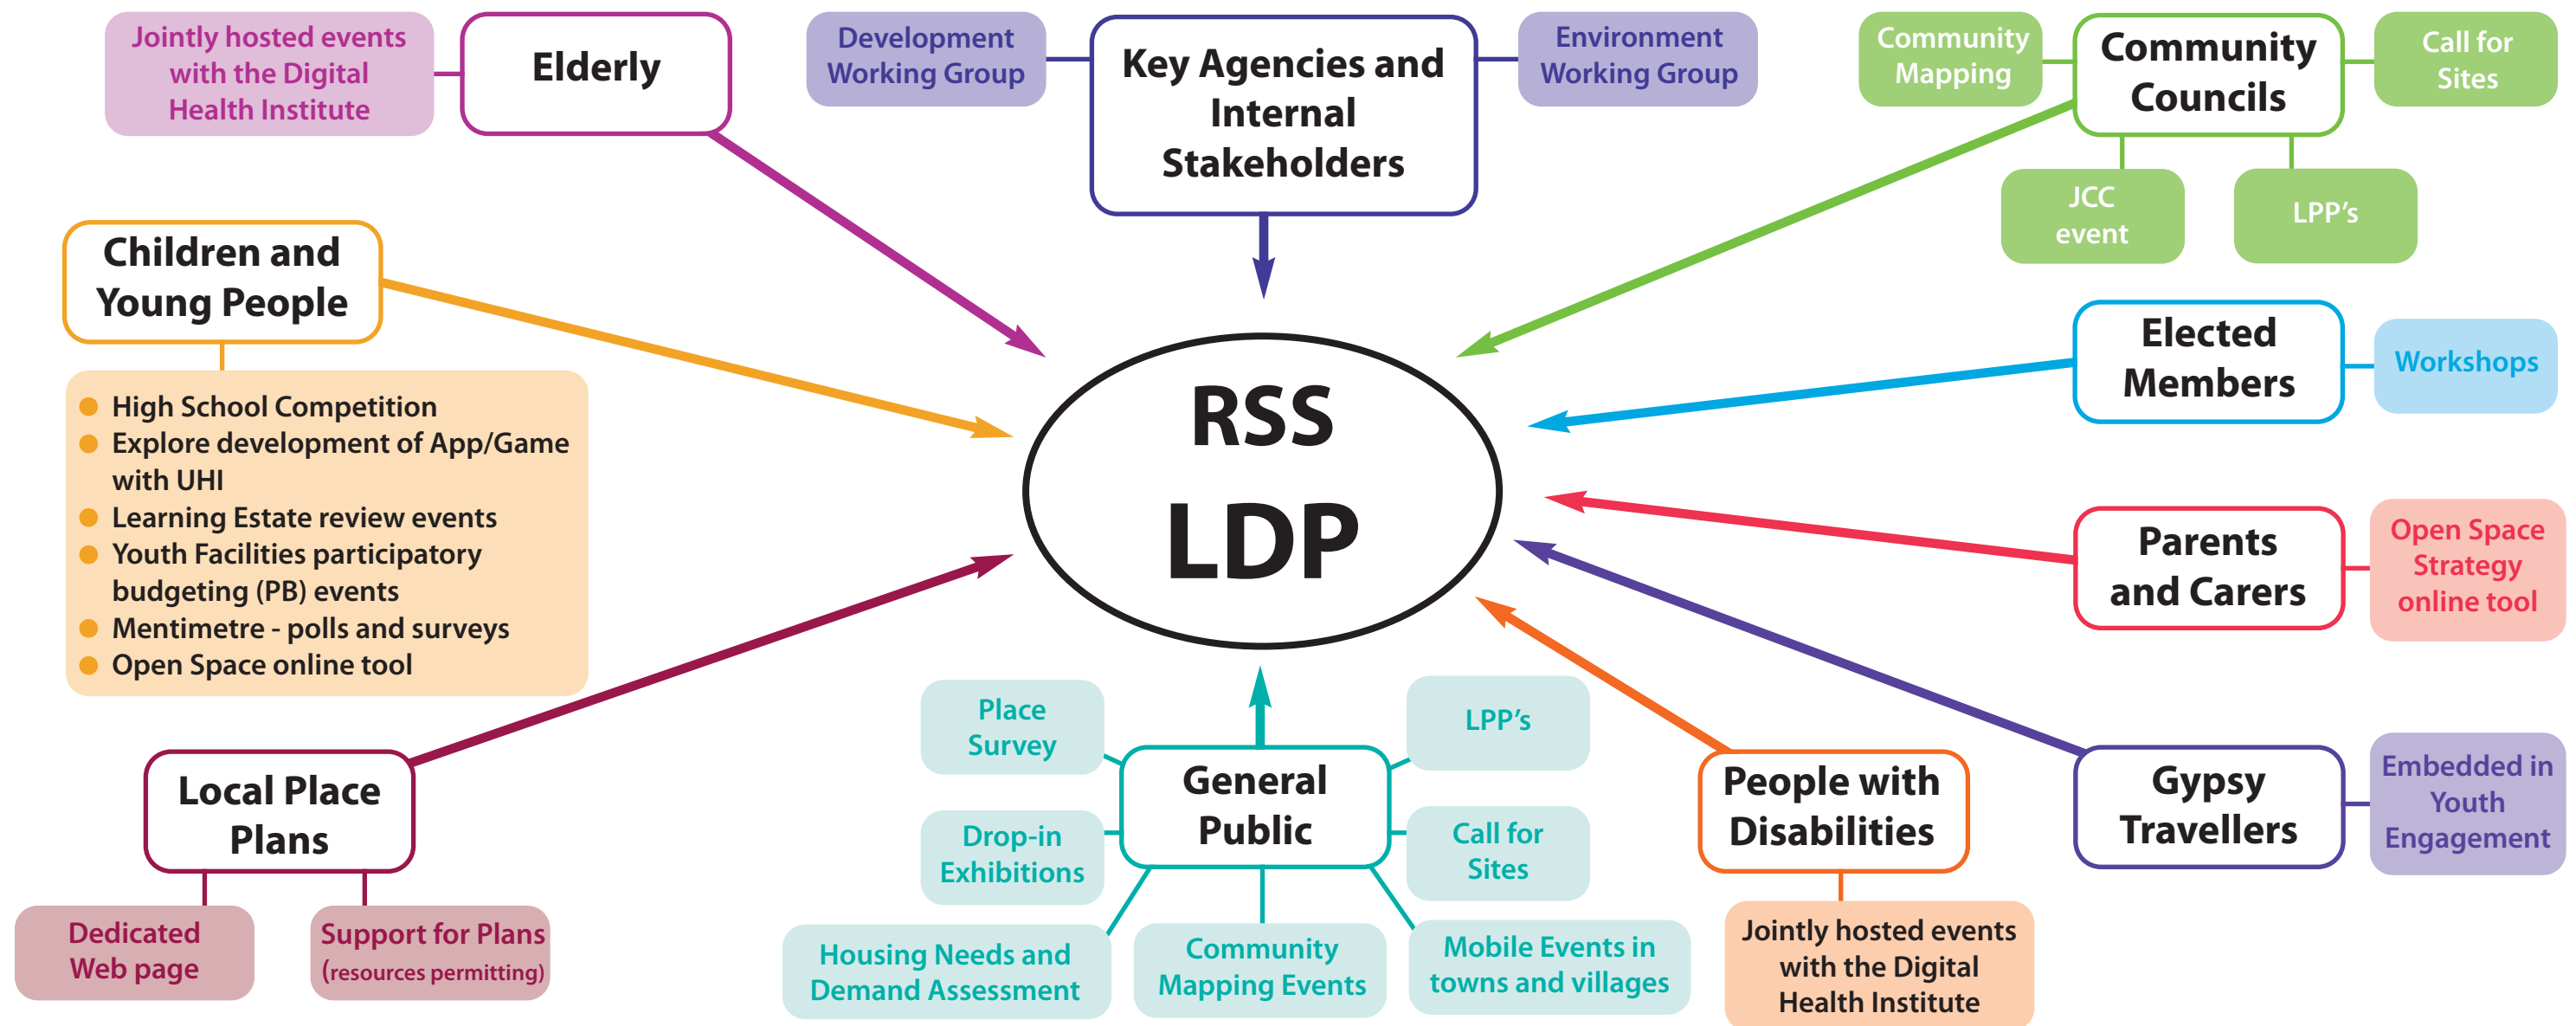 Jointly hosted events
with the Digital
Health Institute
Elderly
Development
Working Group
Key Agencies and
Internal
Stakeholders
Environment
Working Group
Community
Mapping
Community
Councils
Call for
Sites
JCC
event
LPP’s
Children and
Young People
High School Competition
Explore development of App/Game
with UHI
Learning Estate review events
Youth Facilities participatory
budgeting (PB) events
Mentimetre - polls and surveys
Open Space online tool
RSS
LDP
Elected
Members
Workshops
Parents
and Carers
Open Space
Strategy
online tool
Local Place
Plans
Dedicated
Web page
Support for Plans
(resources permitting)
Place
Survey
LPP’s
General
Public
Drop-in
Exhibitions
Call for
Sites
Housing Needs and
Demand Assessment
Community
Mapping Events
Mobile Events in
towns and villages
People with
Disabilities
Jointly hosted events
with the Digital
Health Institute
Gypsy
Travellers
Embedded in
Youth
Engagement